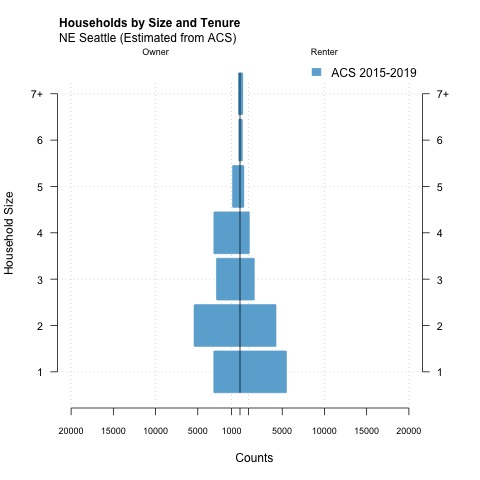 Households by Size and Tenure
NE Seattle (Estimated from ACS)
Owner Renter
ACS 2015-2019
7+ 7+
6 6
5 5
4 4
3 3
2 2
1 1
Household Size
20000 15000 10000 5000 1000 5000 10000 15000 20000
Counts